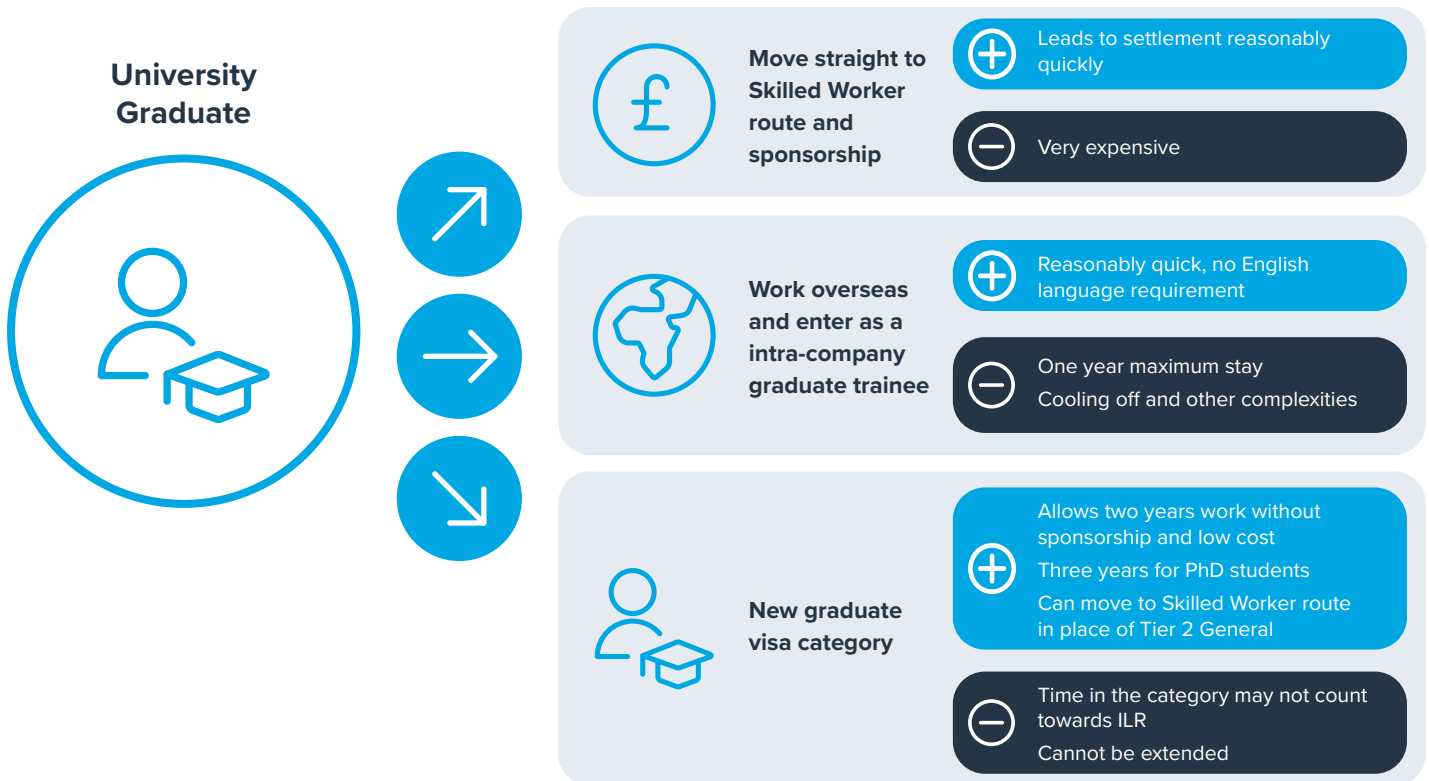 University
Graduate
Move straight to
Skilled Worker
route and
sponsorship
Leads to settlement reasonably
quickly
Very expensive
Work overseas
and enter as a
intra-company
graduate trainee
Reasonably quick, no English
language requirement
One year maximum stay
Cooling off and other complexities
New graduate
visa category
Allows two years work without
sponsorship and low cost
Three years for PhD students
Can move to Skilled Worker route
in place of Tier 2 General
Time in the category may not count
towards ILR
Cannot be extended